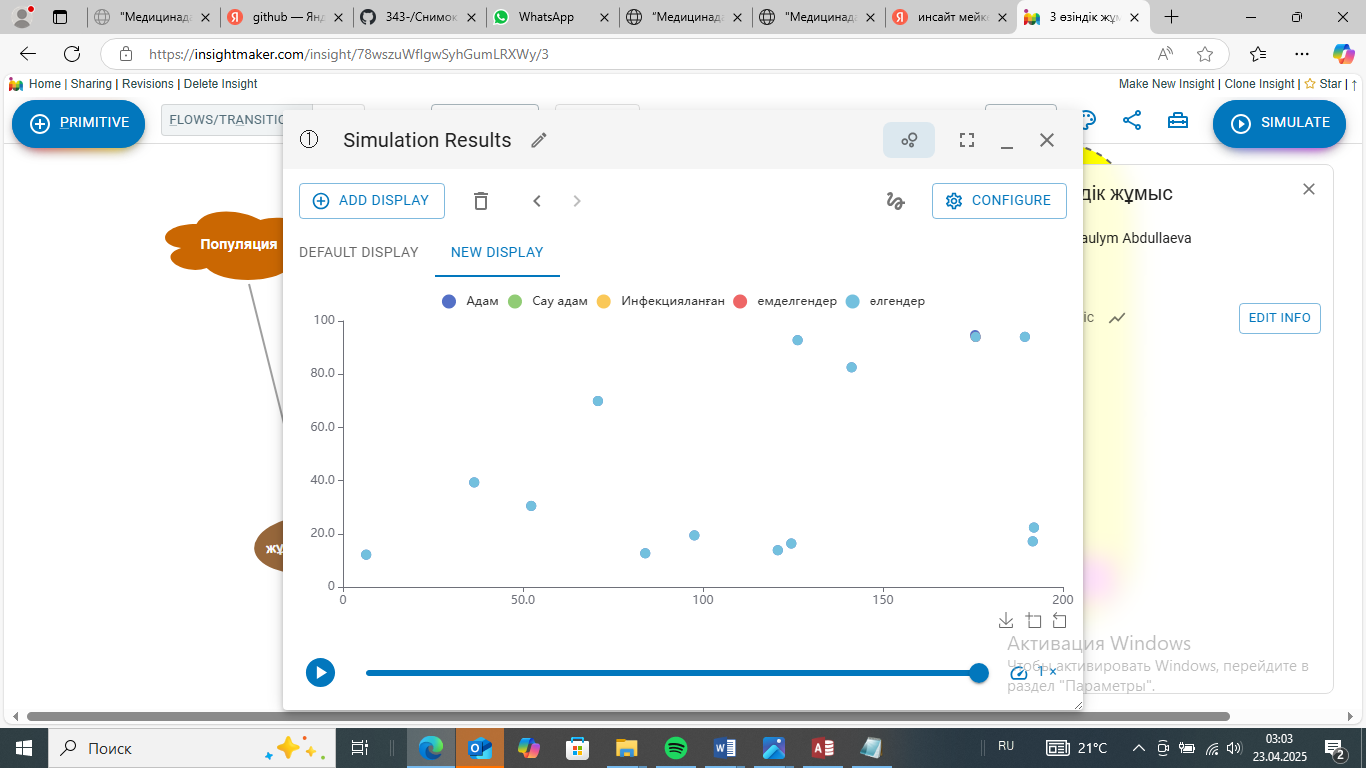 "Медицинада
github — Янд
343-/Снимок
WhatsApp
"Медицинад
"Медицинад
инсайт мейк
3 өзіндік жұм
https://insightmaker.com/insight/78wszuWflgwSyhGumLRXWy/3
Home | Sharing | Revisions | Delete Insight
Make New Insight | Clone Insight | Star | ↑
PRIMITIVE
FLOWS/TRANSITIO
SIMULATE
Simulation Results
ADD DISPLAY
CONFIGURE
DEFAULT DISPLAY
NEW DISPLAY
Адам
Сау адам
Инфекцияланған
емделгендер
өлгендер
100
80.0
60.0
40.0
20.0
0
0
50.0
100
150
200
1 ×
Популяция
жұ
дік жұмыс
aulym Abdullaeva
ic
EDIT INFO
Активация Windows
Чтобы активировать Windows, перейдите в
раздел "Параметры".
Поиск
RU
21°C
03:03
23.04.2025
2